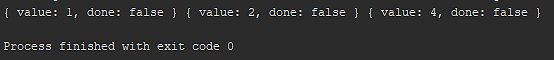 { value: 1, done: false } { value: 2, done: false } { value: 4, done: false }
Process finished with exit code 0